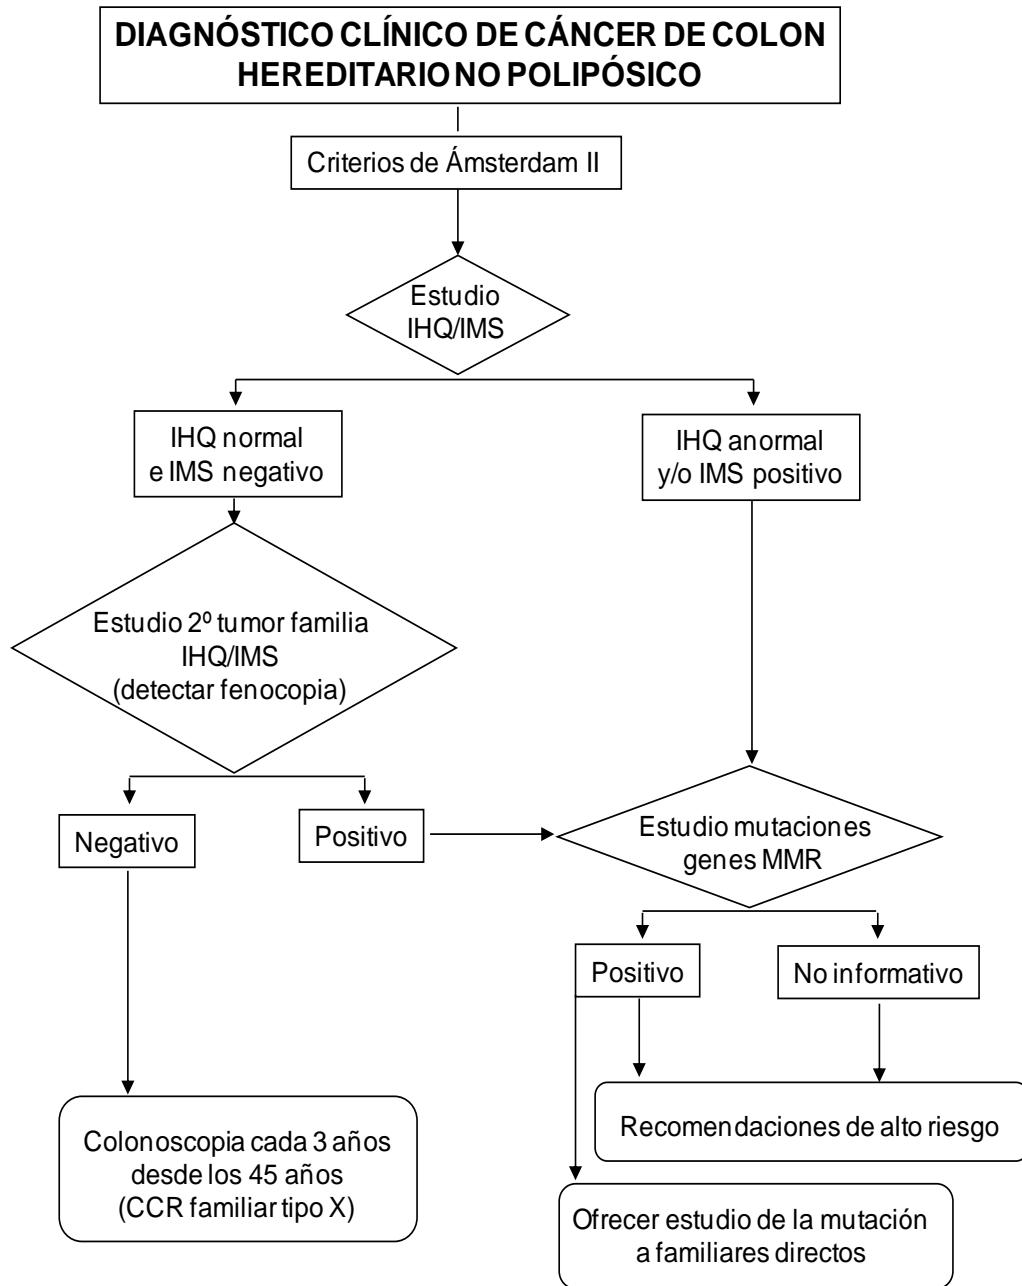 DIAGNÓSTICO CLÍNICO DE CÁNCER DE COLON
HEREDITARIO NO POLIPÓSICO
Criterios de Ámsterdam II
Estudio
IHQ/IMS
IHQ normal
e IMS negativo
IHQ anormal
y/o IMS positivo
Estudio 2º tumor familia
IHQ/IMS
(detectar fenocopia)
Negativo
Positivo
Estudio mutaciones
genes MMR
Positivo
No informativo
Colonoscopia cada 3 años
desde los 45 años
(CCR familiar tipo X)
Recomendaciones de alto riesgo
Ofrecer estudio de la mutación
a familiares directos